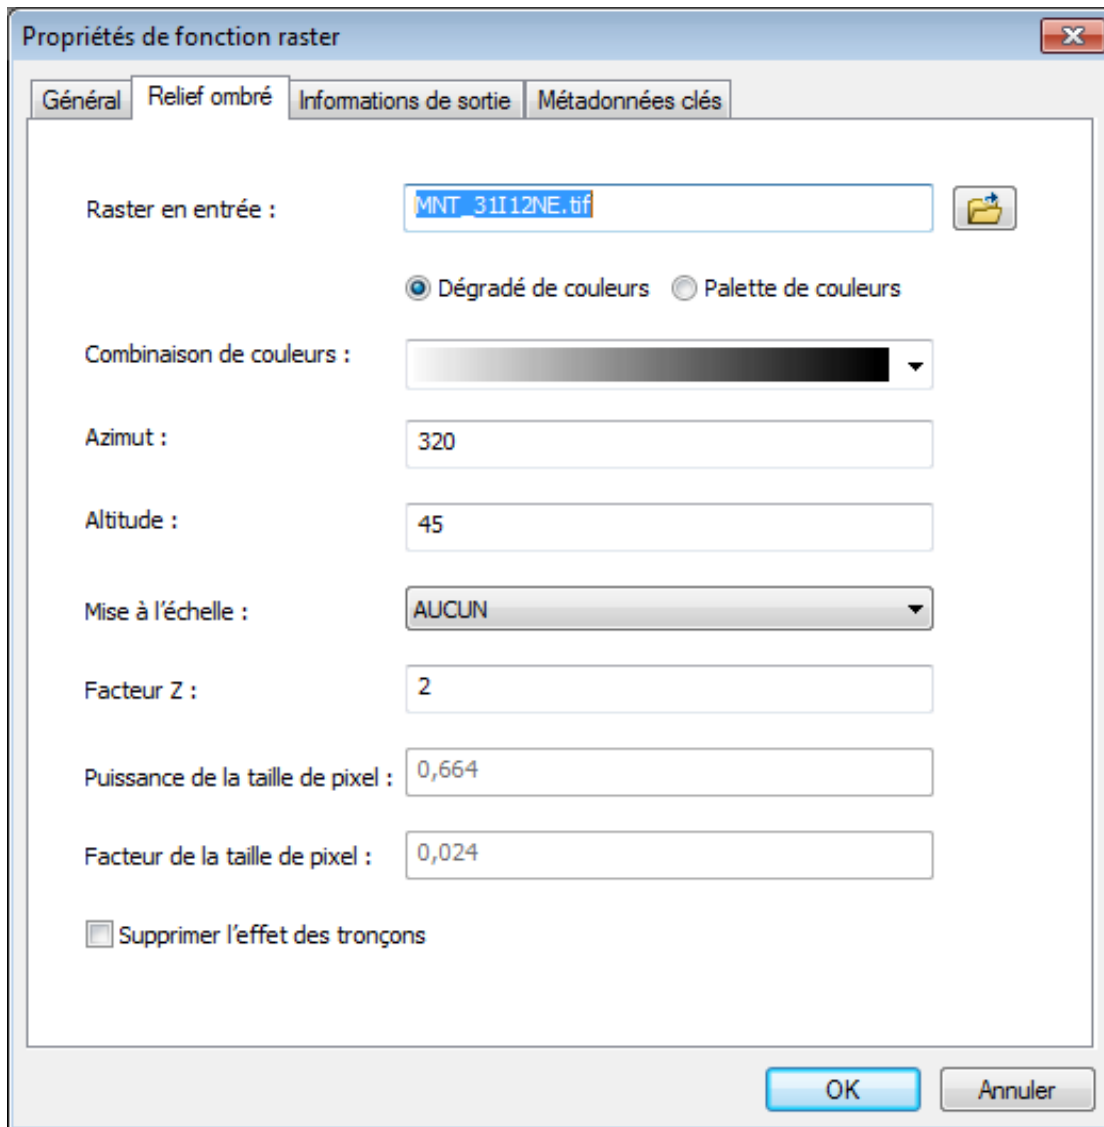 Propriétés de fonction raster
Général Relief ombré Informations de sortie Métadonnées clés
Raster en entrée : MNT_31I12NE.tif
Dégradé de couleurs Palette de couleurs
Combinaison de couleurs :
Azimut : 320
Altitude : 45
Mise à l'échelle : AUCUN
Facteur Z : 2
Puissance de la taille de pixel : 0,664
Facteur de la taille de pixel : 0,024
Supprimer l'effet des tronçons
OK Annuler